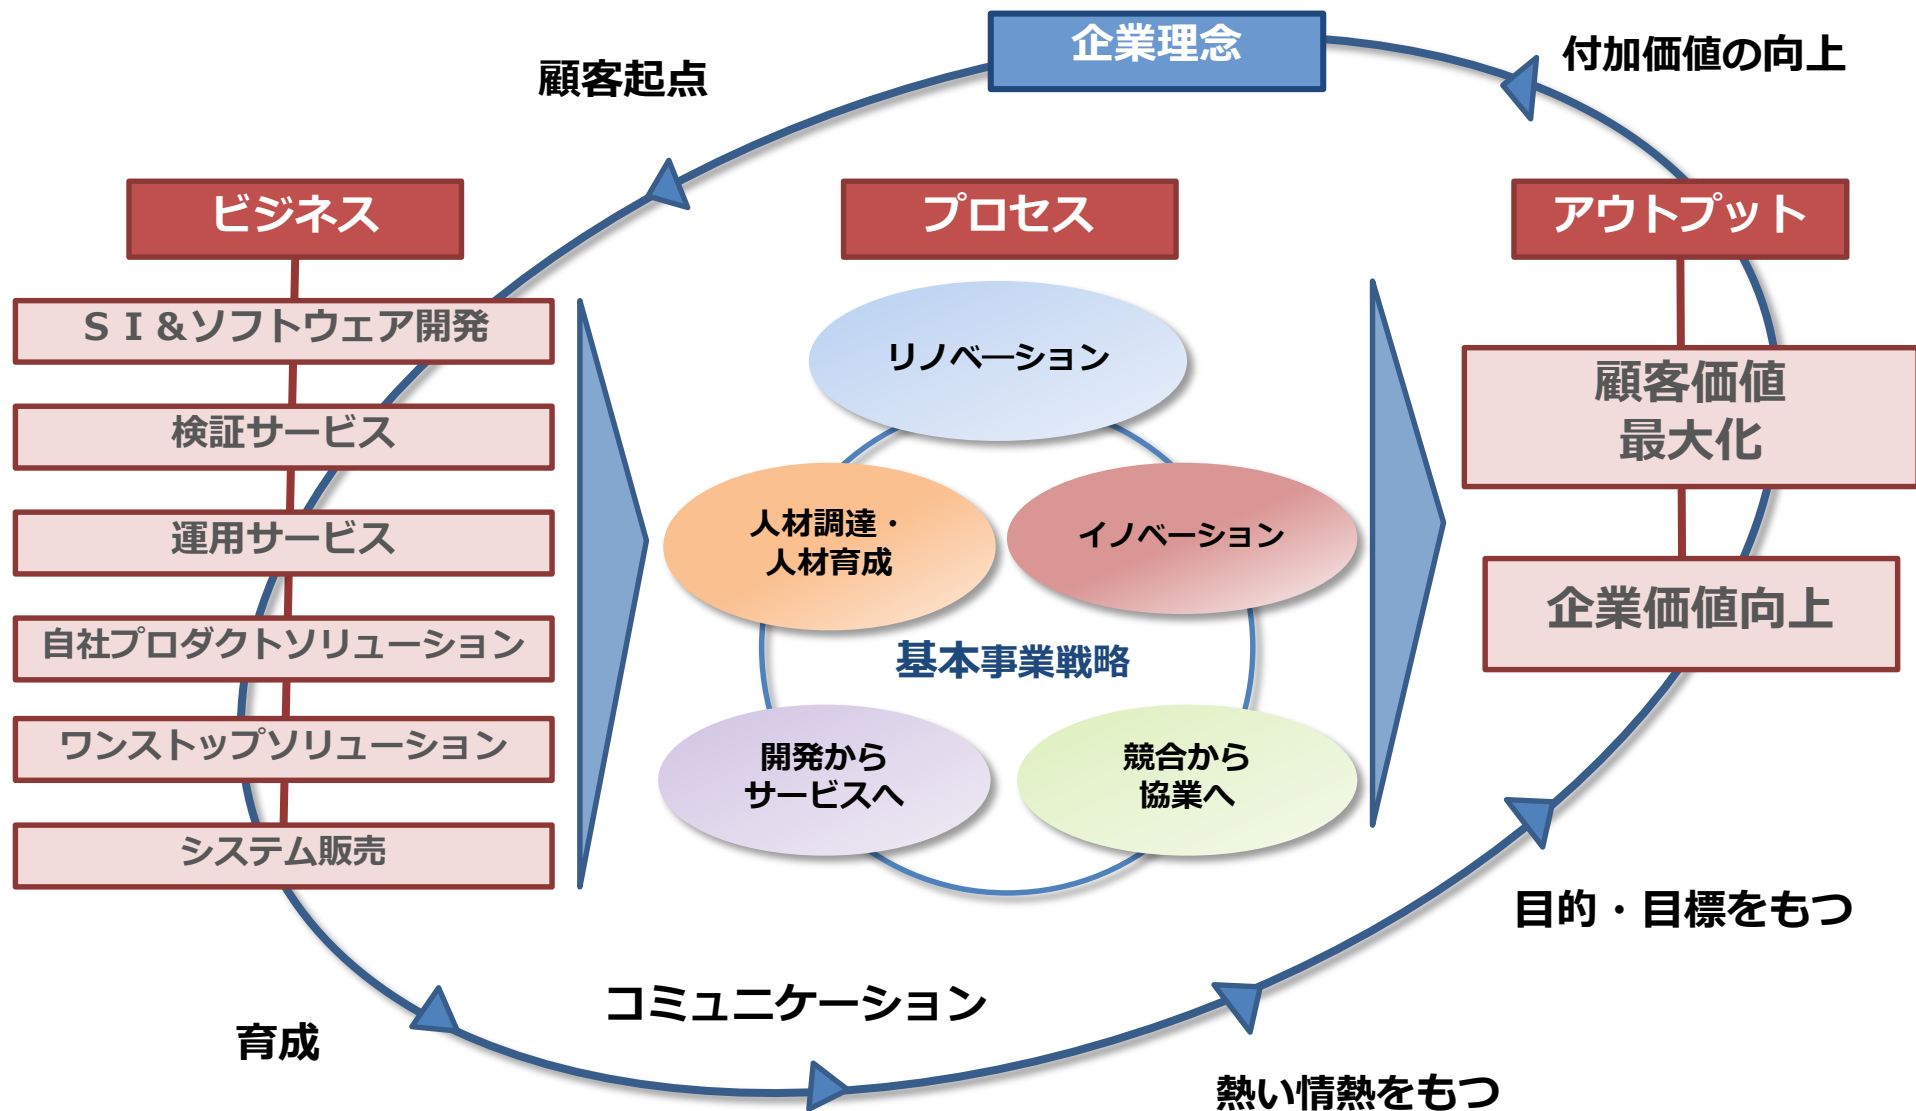 企業理念
顧客起点
付加価値の向上
ビジネス
プロセス
アウトプット
ＳＩ＆ソフトウェア開発
検証サービス
運用サービス
自社プロダクトソリューション
ワンストップソリューション
システム販売
リノベーション
人材調達・
人材育成
イノベーション
基本事業戦略
開発から
サービスへ
競合から
協業へ
顧客価値
最大化
企業価値向上
目的・目標をもつ
コミュニケーション
育成
熱い情熱をもつ